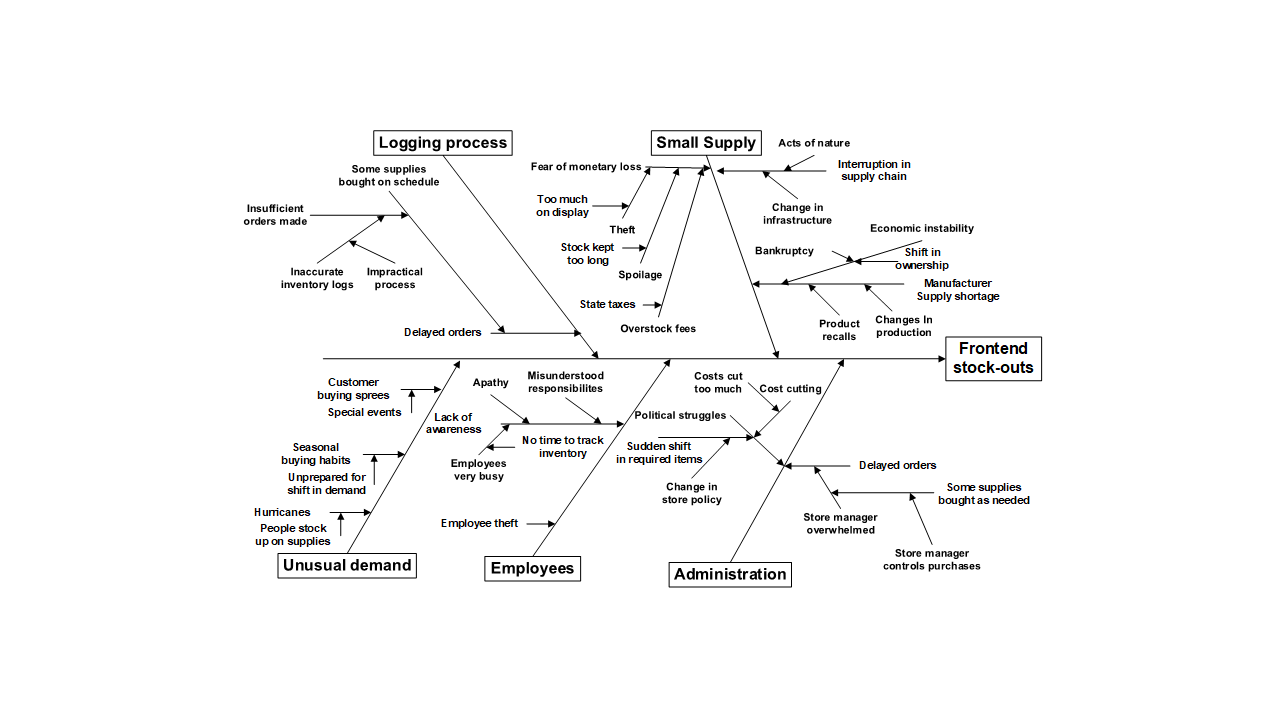 Logging process
Small Supply
Acts of nature
Some supplies
bought on schedule
Fear of monetary loss
Interruption in
supply chain
Too much
on display
Insufficient
orders made
Change in
infrastructure
Theft
Economic instability
Stock kept
too long
Bankruptcy
Shift in
ownership
Inaccurate
inventory logs
Impractical
process
Spoilage
Manufacturer
Supply shortage
State taxes
Overstock fees
Product
recalls
Changes In
production
Delayed orders
Frontend
stock-outs
Customer
buying sprees
Special events
Apathy
Misunderstood
responsibilites
Costs cut
too much
Cost cutting
Lack of
awareness
Political struggles
No time to track
inventory
Sudden shift
in required items
Seasonal
buying habits
Employees
very busy
Delayed orders
Unprepared for
shift in demand
Change in
store policy
Some supplies
bought as needed
Hurricanes
People stock
up on supplies
Employee theft
Store manager
overwhelmed
Store manager
controls purchases
Unusual demand
Employees
Administration